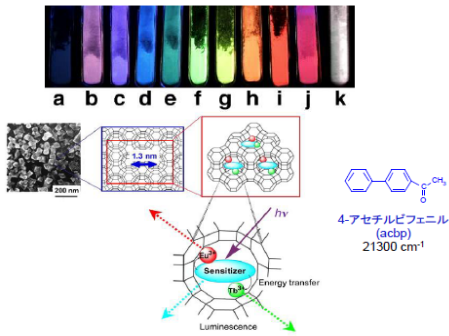 a b c d e f g h i j k
1.3 nm
200 nm
hν
Eu3+
Sensitizer
Tb3+
Energy transfer
Luminescence
C
CH3
O
4-アセチルビフェニル
(acbp)
21300 cm-1